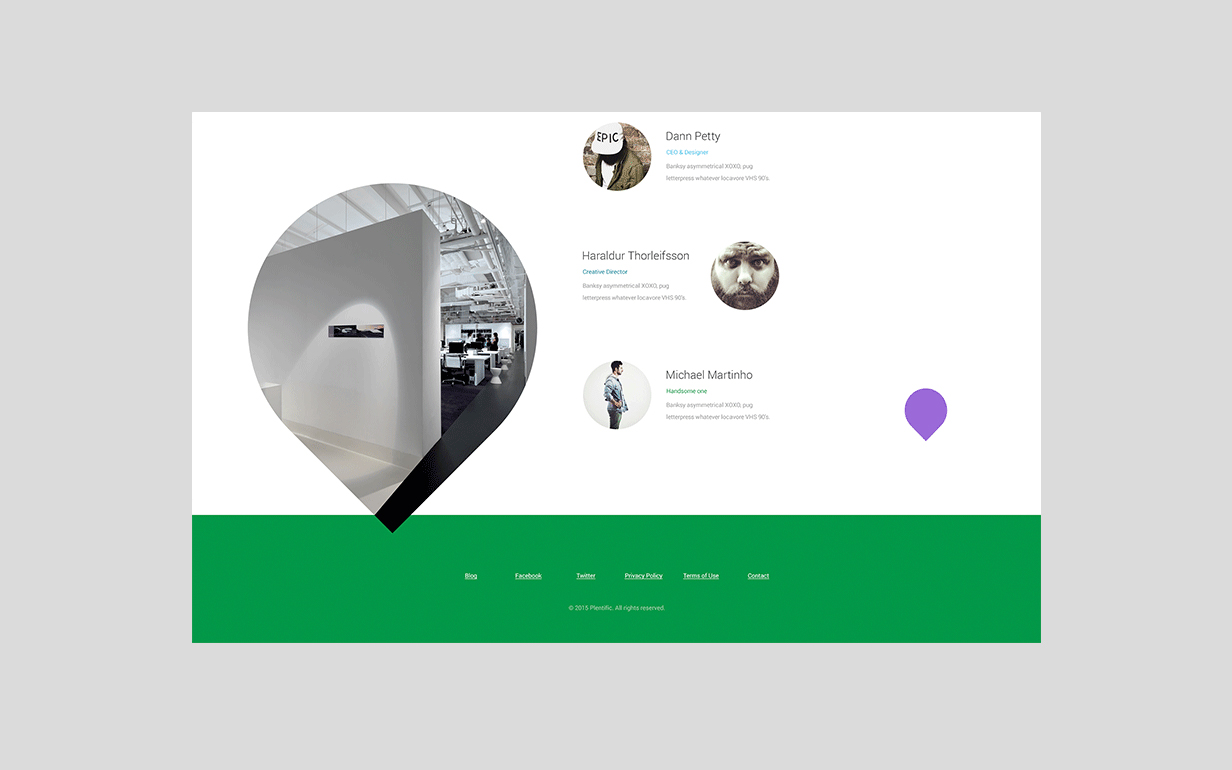 EPIC
Dann Petty
CEO & Designer
Banksy asymmetrical XOXO, pug
letterpress whatever locavore VHS 90's.
Haraldur Thorleifsson
Creative Director
Banksy asymmetrical XOXO, pug
letterpress whatever locavore VHS 90's.
Michael Martinho
Handsome one
Banksy asymmetrical XOXO, pug
letterpress whatever locavore VHS 90's.
Blog Facebook Twitter Privacy Policy Terms of Use Contact
© 2015 Plentific. All rights reserved.